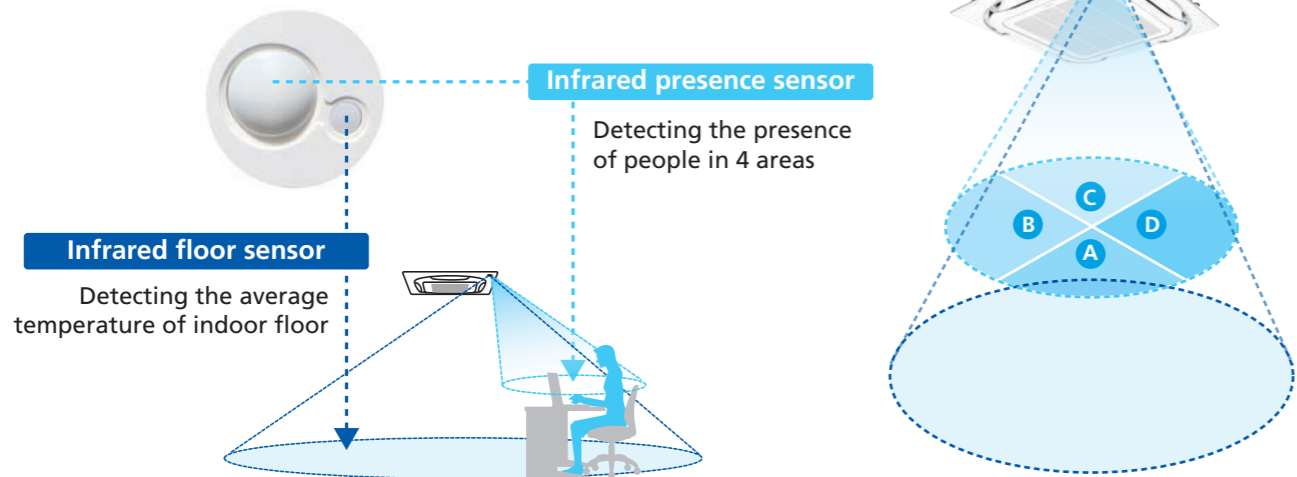 Infrared presence sensor
Detecting the presence
of people in 4 areas
Infrared floor sensor
Detecting the average
temperature of indoor floor
C
B
D
A